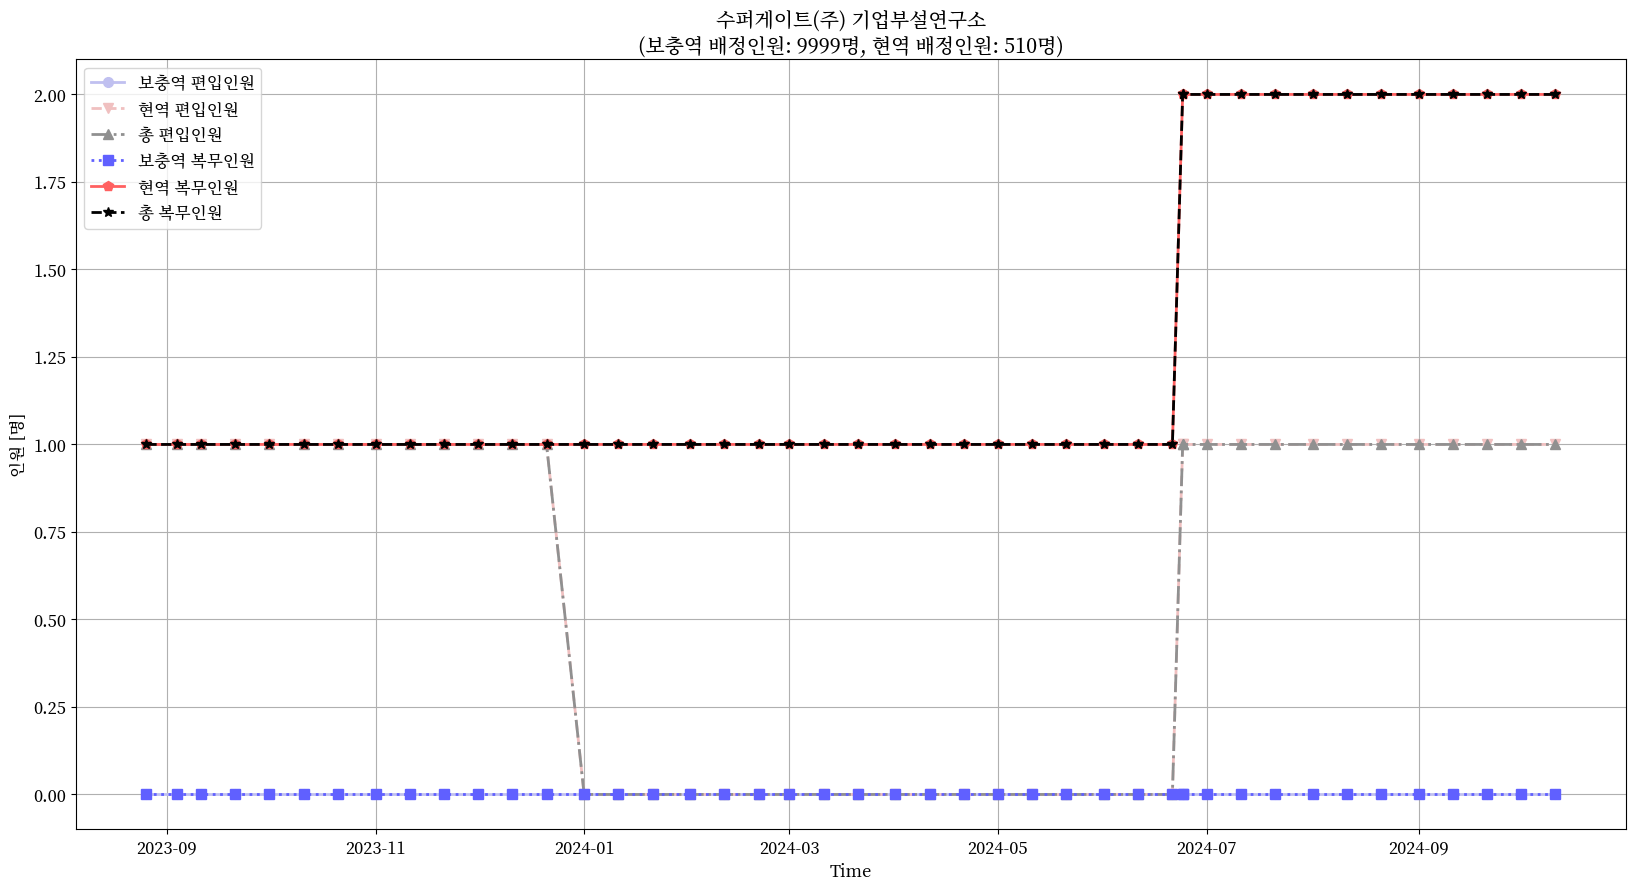 수퍼게이트(주) 기업부설연구소
(보충역 배정인원: 9999명, 현역 배정인원: 510명)
보충역 편입인원
현역 편입인원
총 편입인원
보충역 복무인원
현역 복무인원
총 복무인원
인원 [명]
2.00
1.75
1.50
1.25
1.00
0.75
0.50
0.25
0.00
2023-09
2023-11
2024-01
2024-03
2024-05
2024-07
2024-09
Time